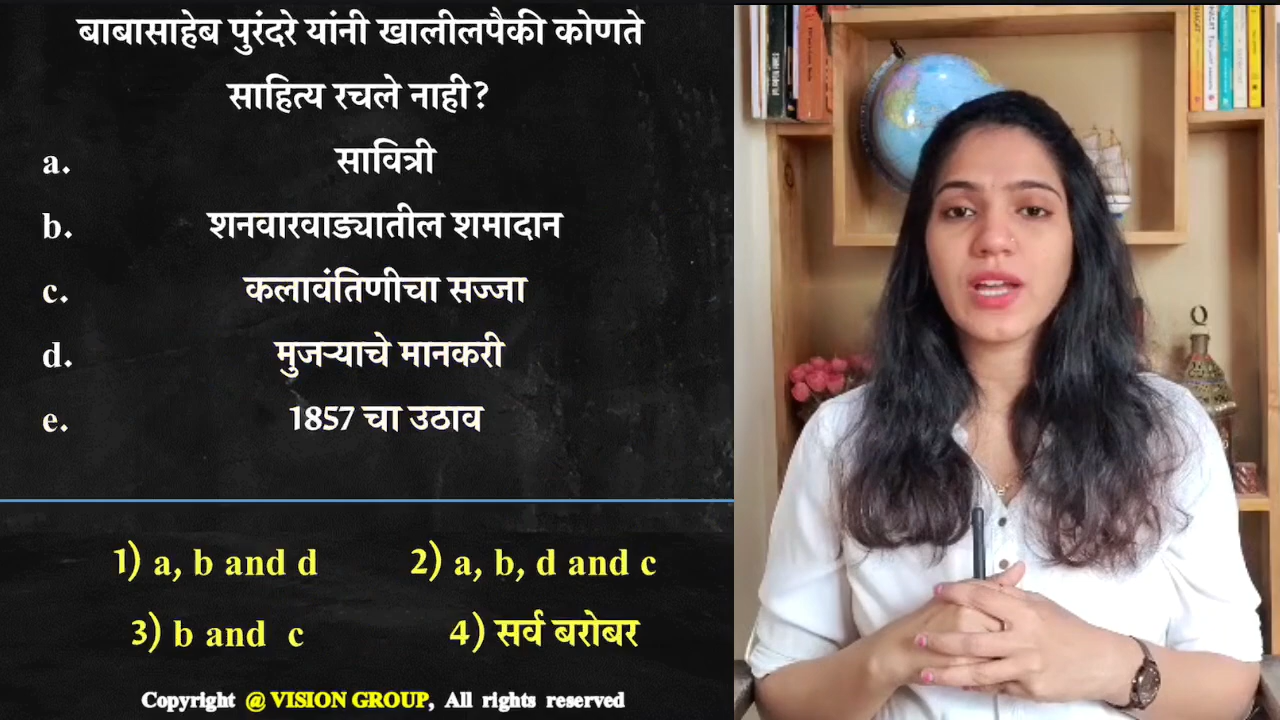 बाबासाहेब पुरंदरे यांनी खालीलपैकी कोणते
साहित्य रचले नाही?
a. सावित्री
b. शनवारवाड्यातील शमादान
c. कलावंतिणीचा सज्जा
d. मुजऱ्याचे मानकरी
e. 1857 चा उठाव
1) a, b and d 2) a, b, d and c
3) b and c 4) सर्व बरोबर
Copyright @ VISION GROUP, All rights reserved